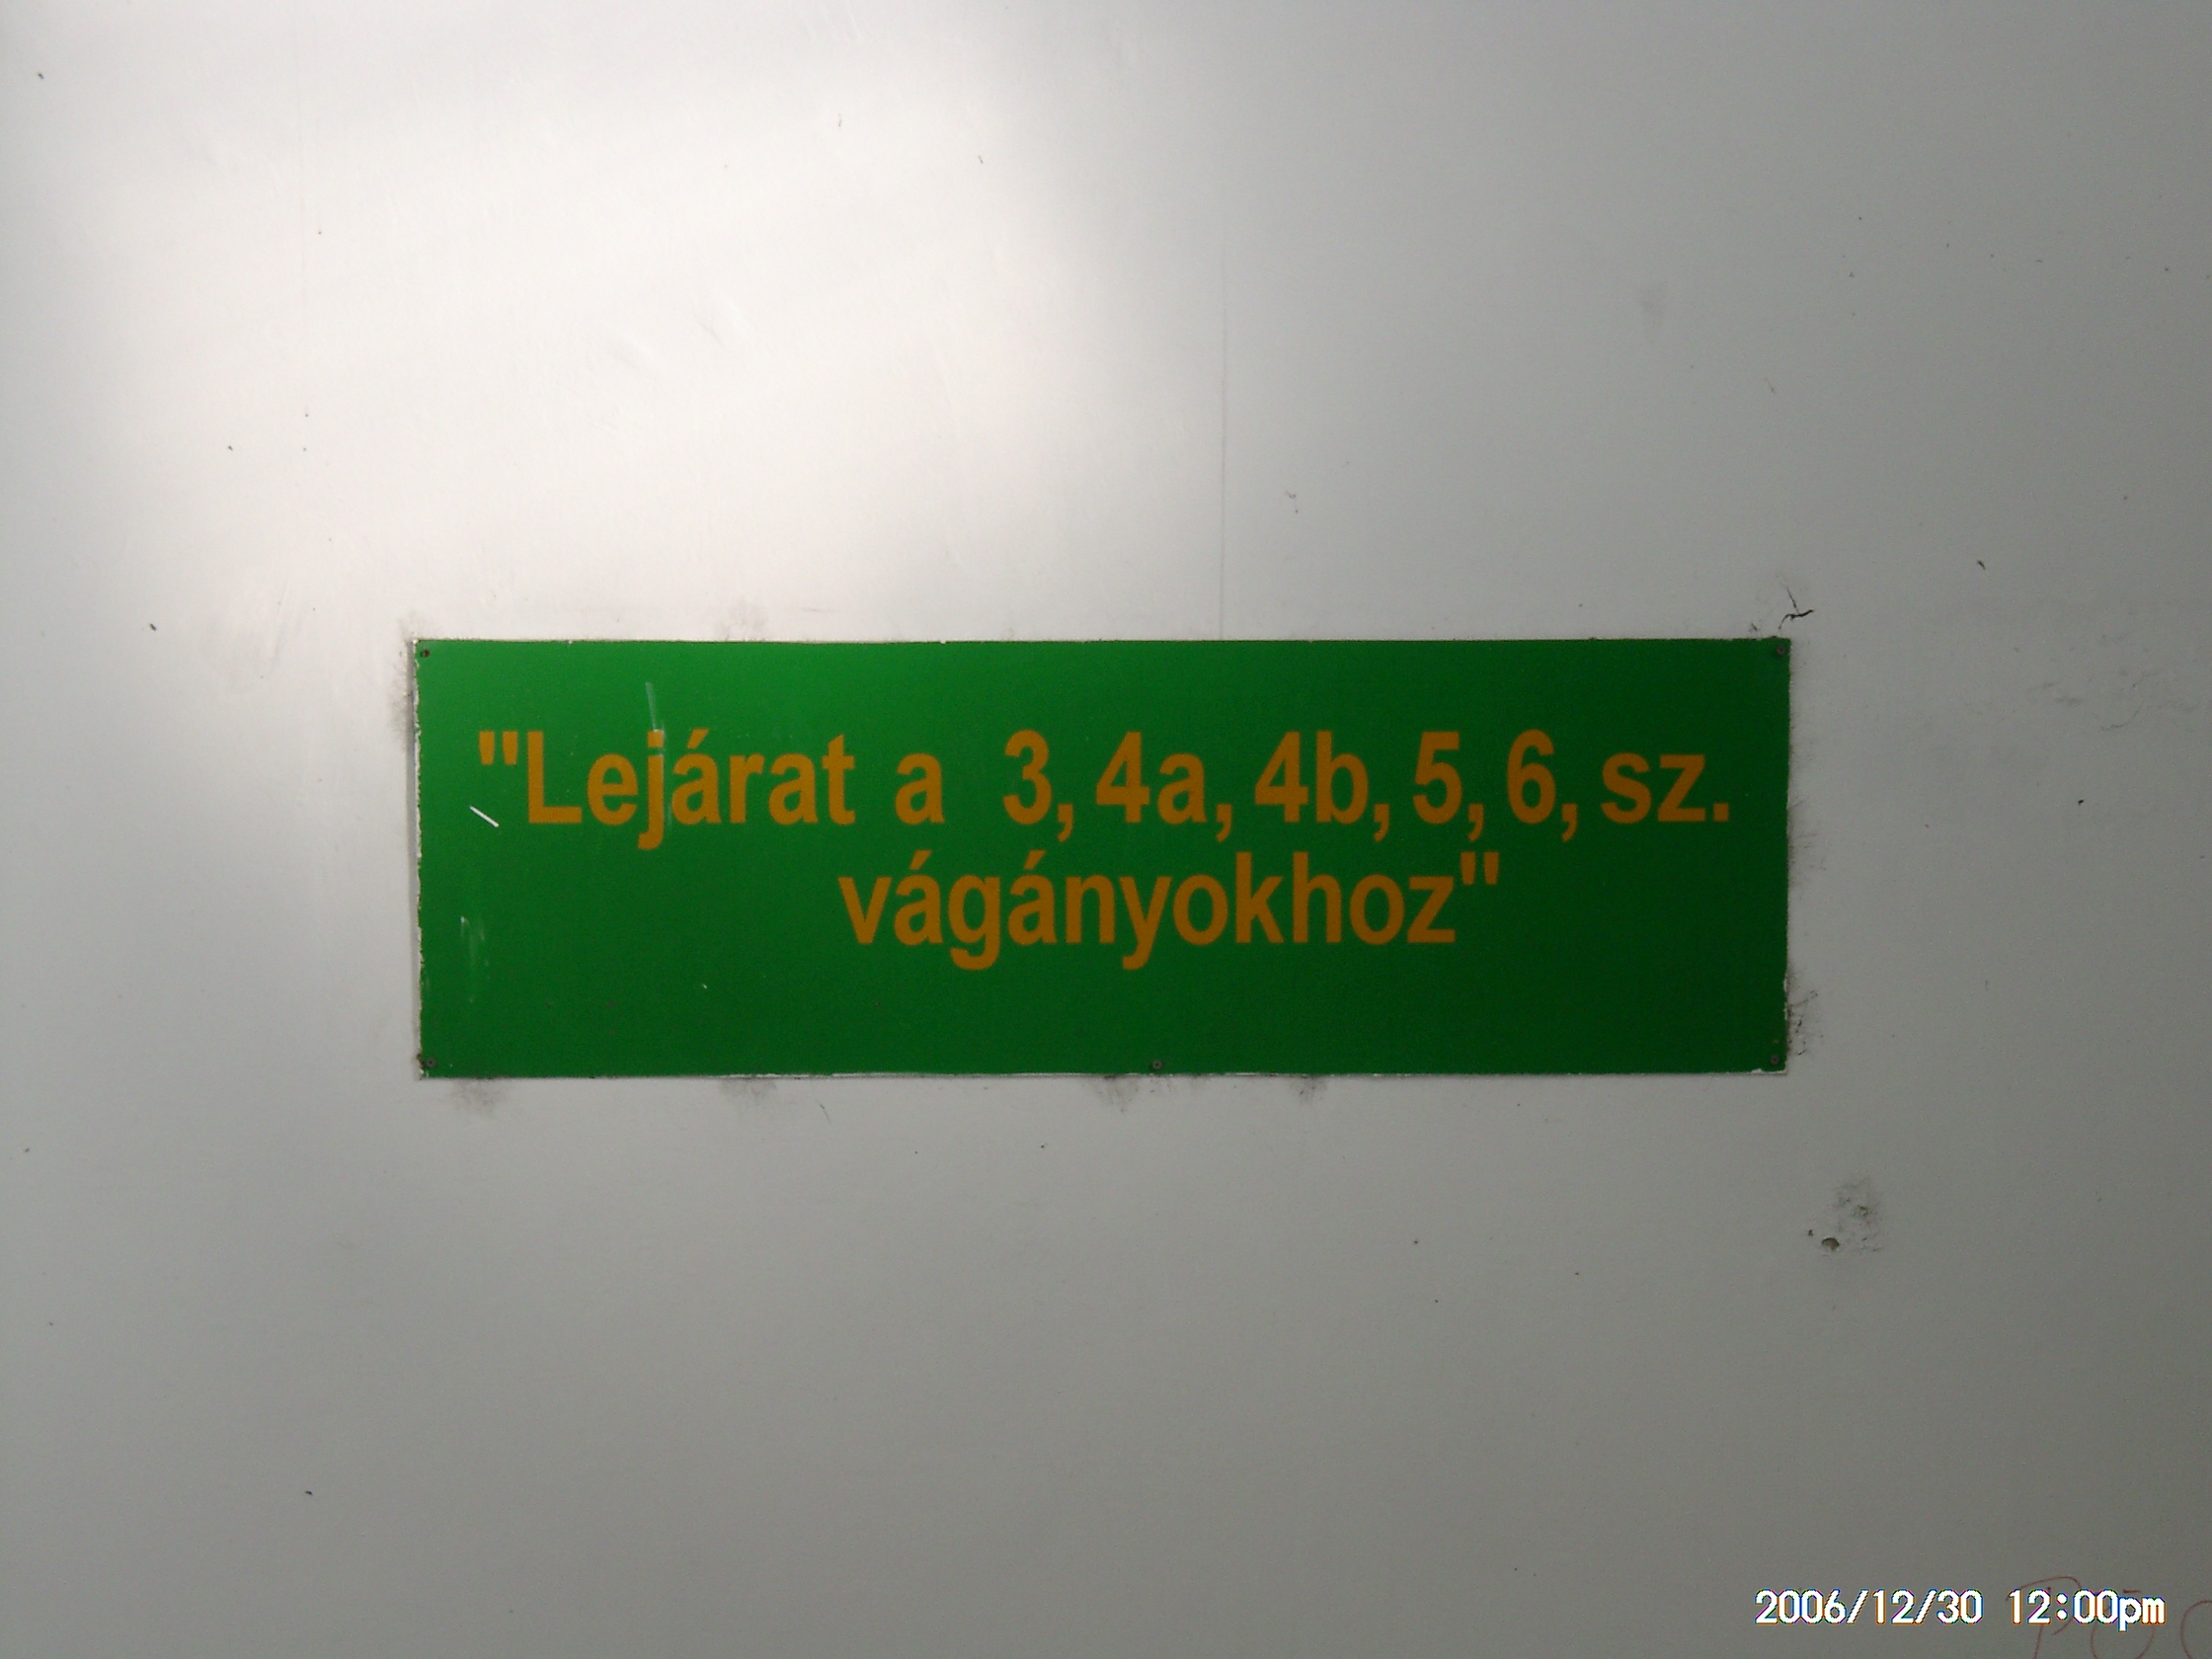 "Lejárat a 3, 4a, 4b, 5, 6, sz.
vágányokhoz"
2006/12/30 12:00pm